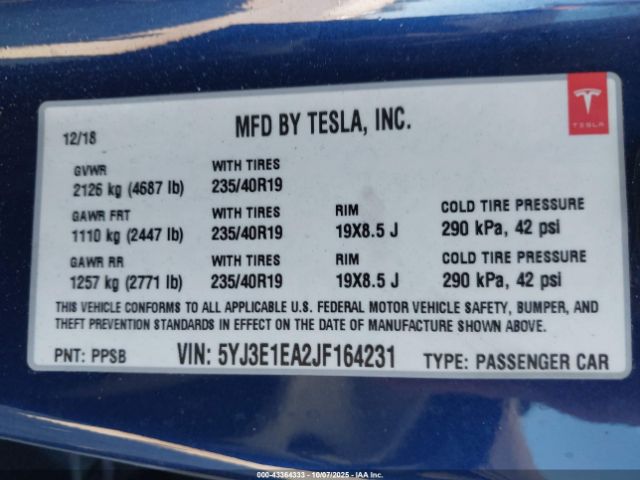 12/18 MFD BY TESLA, INC.
TESLA
GVWR WITH TIRES
2126 kg (4687 lb) 235/40R19
GAWR FRT WITH TIRES RIM COLD TIRE PRESSURE
1110 kg (2447 lb) 235/40R19 19X8.5 J 290 kPa, 42 psi
GAWR RR WITH TIRES RIM COLD TIRE PRESSURE
1257 kg (2771 lb) 235/40R19 19X8.5 J 290 kPa, 42 psi
THIS VEHICLE CONFORMS TO ALL APPLICABLE U.S. FEDERAL MOTOR VEHICLE SAFETY, BUMPER, AND
THEFT PREVENTION STANDARDS IN EFFECT ON THE DATE OF MANUFACTURE SHOWN ABOVE.
PNT: PPSB VIN: 5YJ3E1EA2JF164231 TYPE: PASSENGER CAR
000-43364333 - 10/07/2025 - IAAI.COM